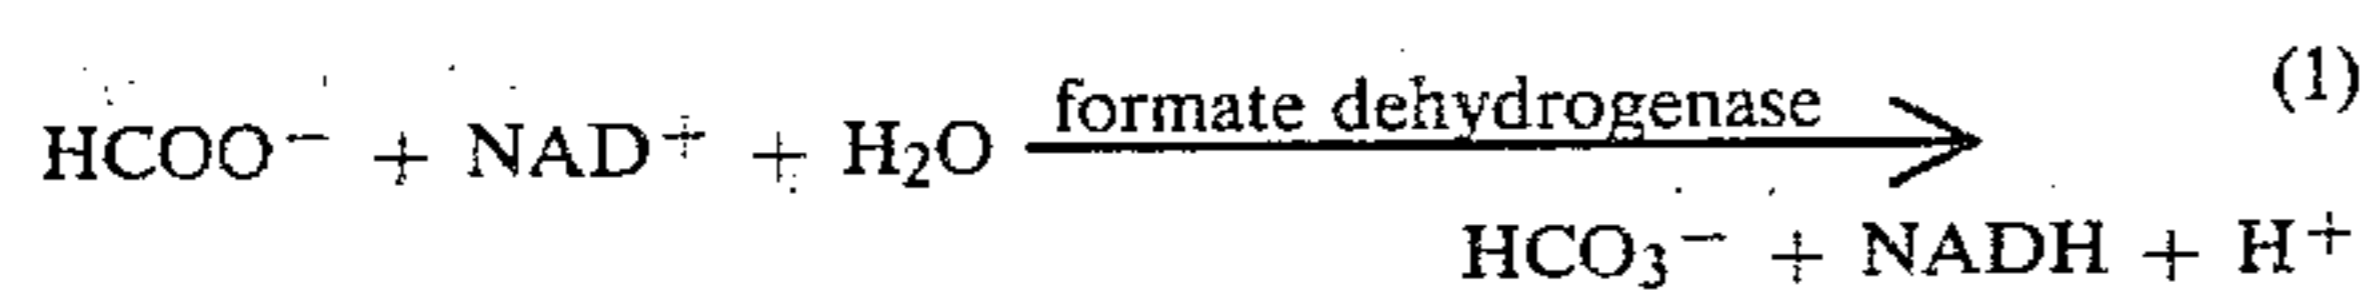 HCOO⁻ + NAD⁺ + H₂O formate dehydrogenase (1)
HCO₃⁻ + NADH + H⁺